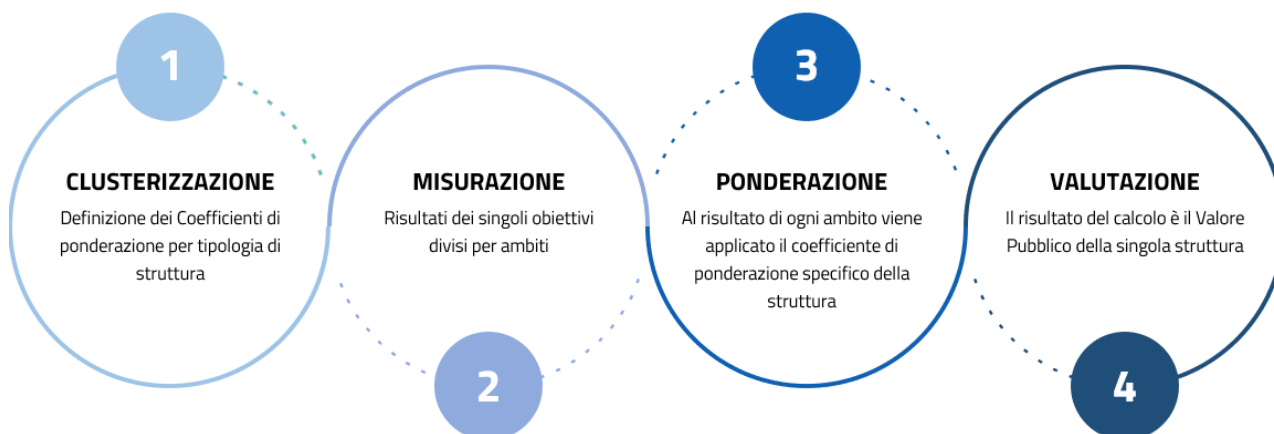 1
CLUSTERIZZAZIONE
Definizione dei Coefficienti di
ponderazione per tipologia di
struttura
2
MISURAZIONE
Risultati dei singoli obiettivi
divisi per ambiti
3
PONDERAZIONE
Al risultato di ogni ambito viene
applicato il coefficiente di
ponderazione specifico della
struttura
4
VALUTAZIONE
Il risultato del calcolo è il Valore
Pubblico della singola struttura